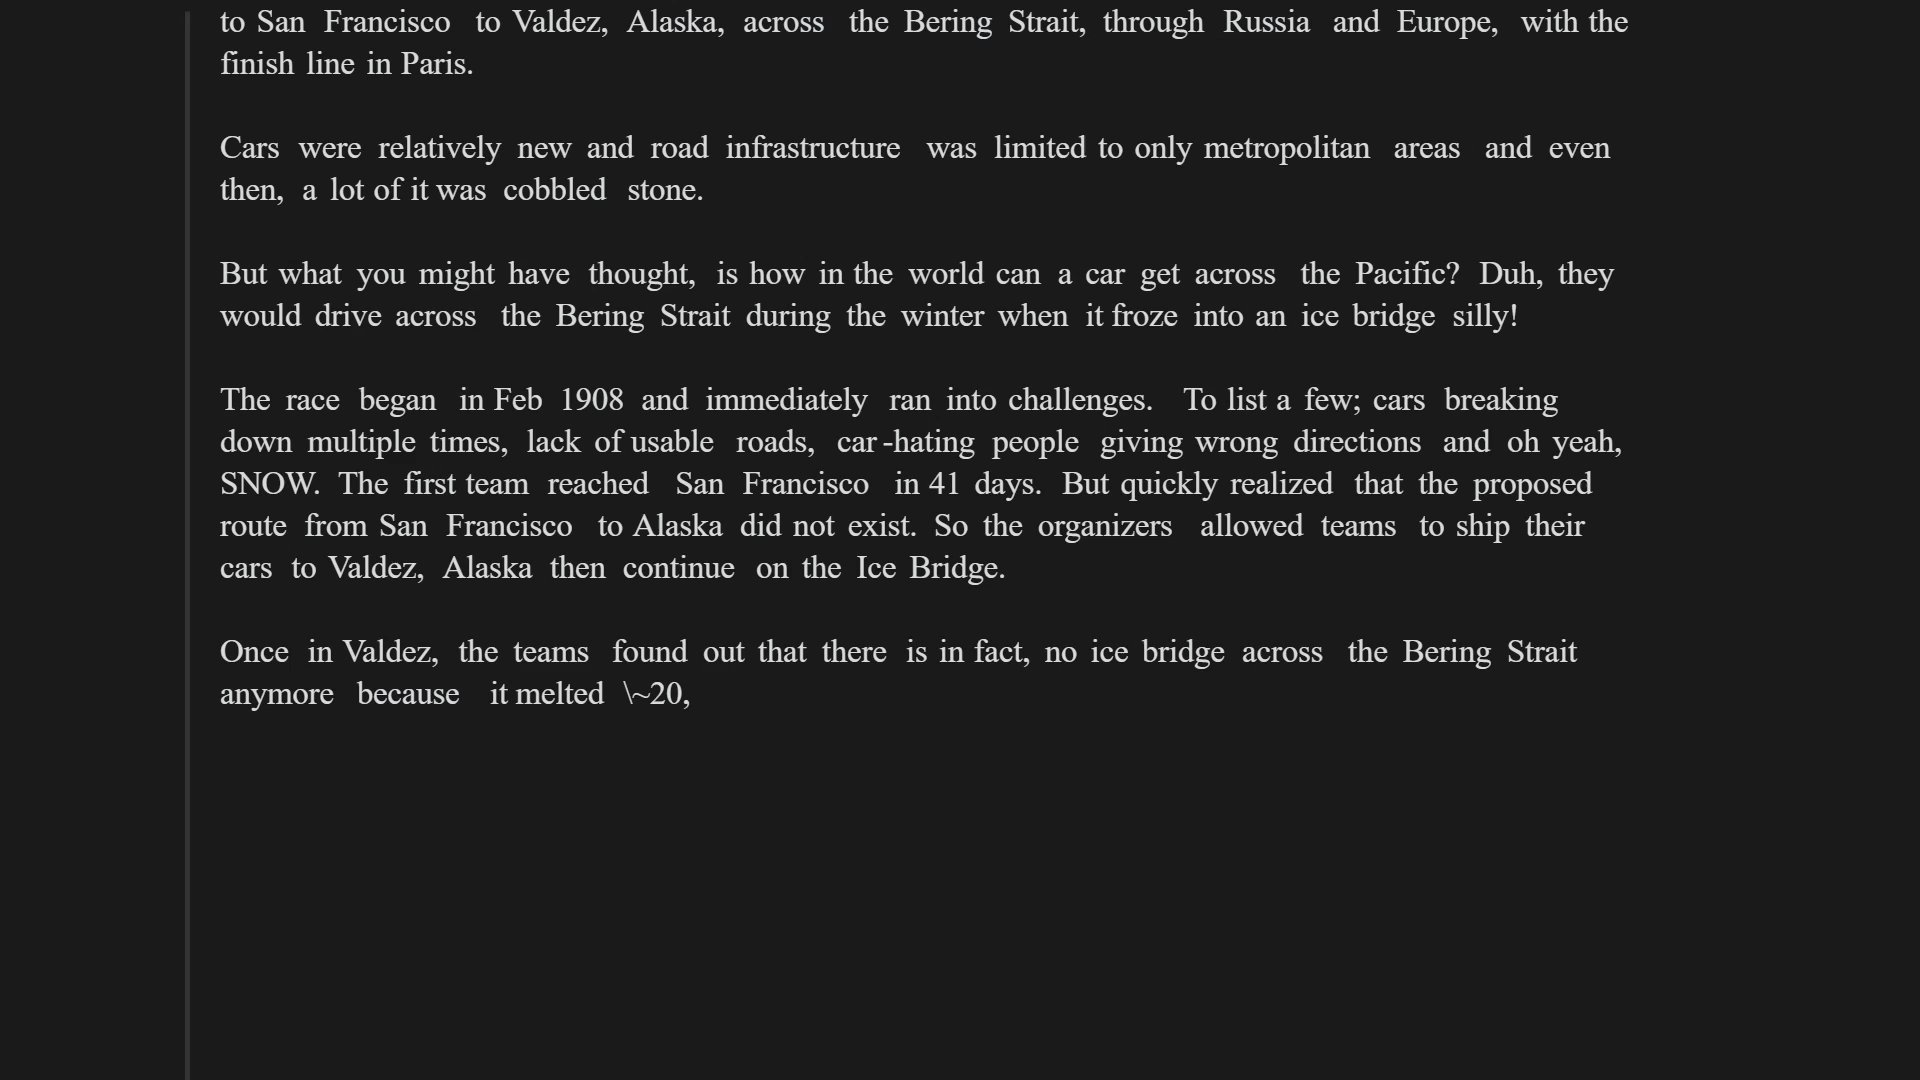 to San Francisco to Valdez, Alaska, across the Bering Strait, through Russia and Europe, with the
finish line in Paris.
Cars were relatively new and road infrastructure was limited to only metropolitan areas and even
then, a lot of it was cobbled stone.
But what you might have thought, is how in the world can a car get across the Pacific? Duh, they
would drive across the Bering Strait during the winter when it froze into an ice bridge silly!
The race began in Feb 1908 and immediately ran into challenges. To list a few; cars breaking
down multiple times, lack of usable roads, car-hating people giving wrong directions and oh yeah,
SNOW. The first team reached San Francisco in 41 days. But quickly realized that the proposed
route from San Francisco to Alaska did not exist. So the organizers allowed teams to ship their
cars to Valdez, Alaska then continue on the Ice Bridge.
Once in Valdez, the teams found out that there is in fact, no ice bridge across the Bering Strait
anymore because it melted \~20,